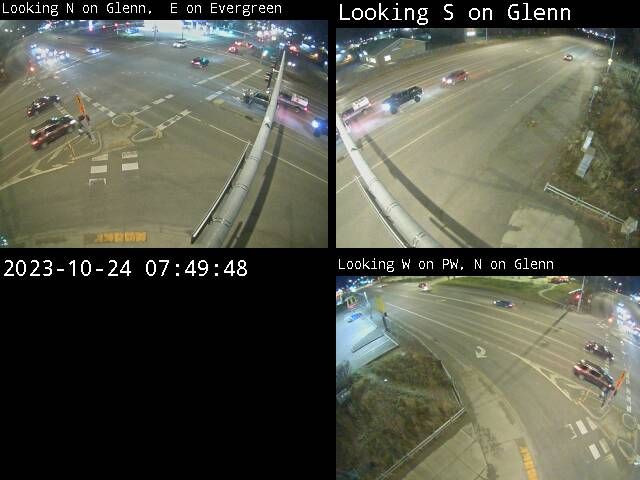 Looking N on Glenn,  E on Evergreen
Looking S on Glenn
2023-10-24 07:49:48
Looking W on PW, N on Glenn